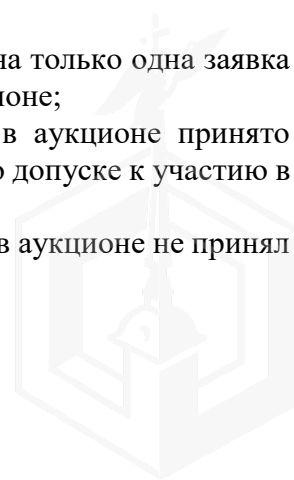 на только одна заявка
ионе;
в аукционе принято
о допуске к участию в
в аукционе не принял